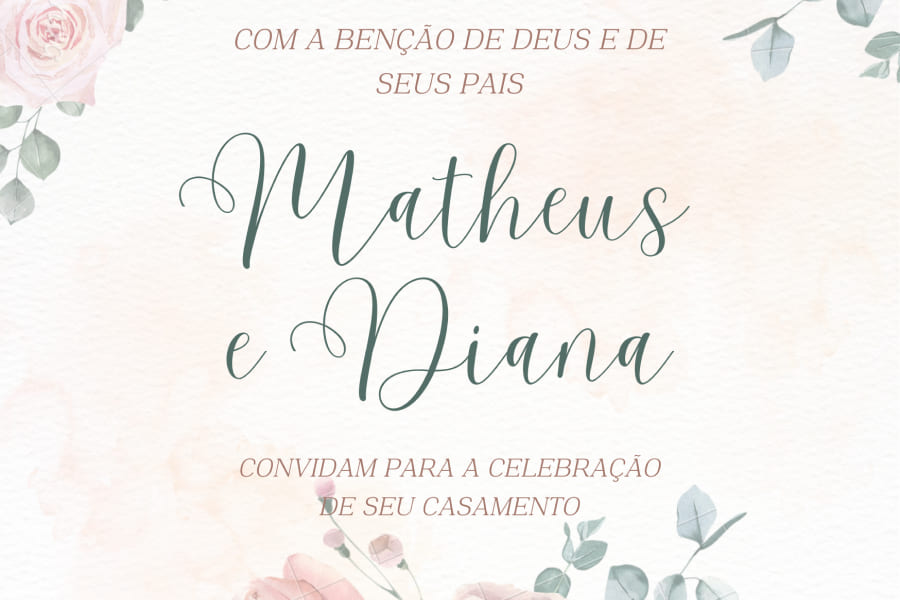 COM A BENÇÃO DE DEUS E DE
SEUS PAIS
Matheus
e Diana
CONVIDAM PARA A CELEBRAÇÃO
DE SEU CASAMENTO